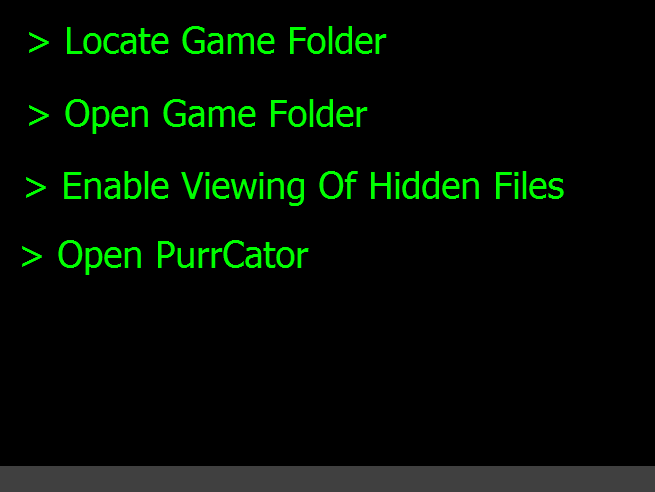 > Locate Game Folder
> Open Game Folder
> Enable Viewing Of Hidden Files
> Open PurrCator